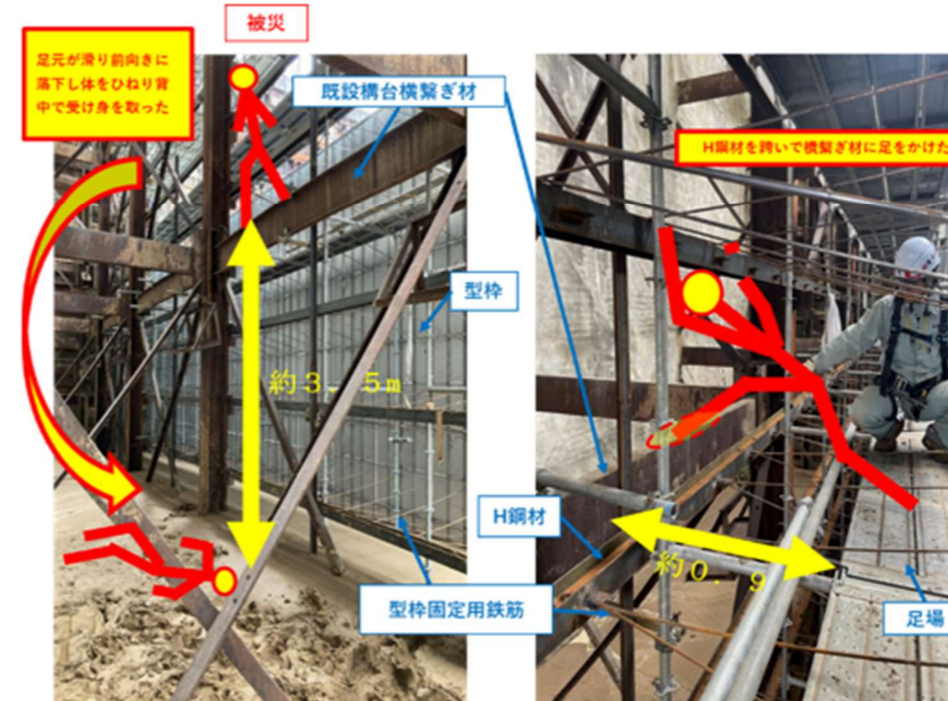 被災
足元が滑り前向きに
落下し体をひねり背
中で受け身を取った
既設構台横繋ぎ材
型枠
約3．5m
型枠固定用鉄筋
H鋼材を跨いで横繋ぎ材に足をかけた
H鋼材
約0．9
足場